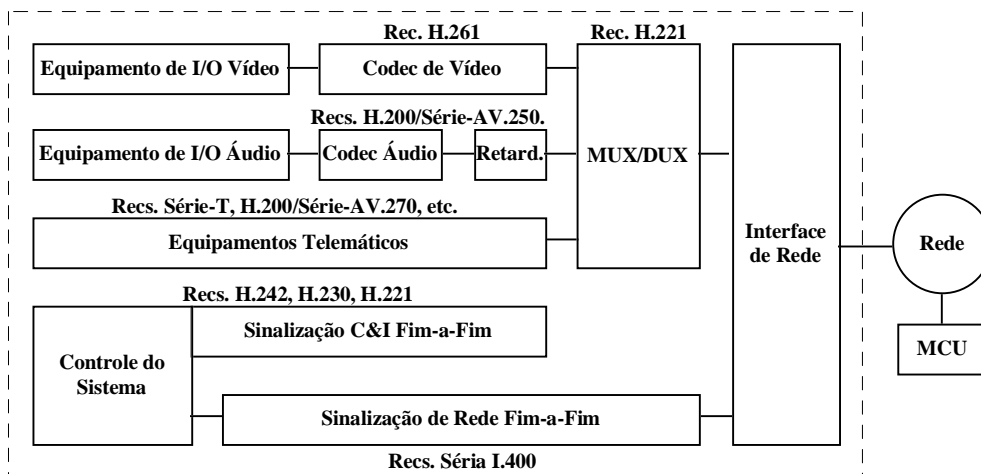 Rec. H.261
Rec. H.221
Equipamento de I/O Vídeo
Codec de Vídeo
Recs. H.200/Série-AV.250.
Equipamento de I/O Áudio
Codec Áudio
Retard.
MUX/DUX
Recs. Série-T, H.200/Série-AV.270, etc.
Equipamentos Telemáticos
Interface
de Rede
Rede
Recs. H.242, H.230, H.221
Sinalização C&I Fim-a-Fim
Controle do
Sistema
MCU
Sinalização de Rede Fim-a-Fim
Recs. Séria I.400